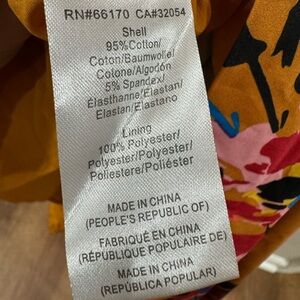 RN#66170 CA#32054
Shell
95%Cotton/
Coton/Baumwolle/
Colone/Algodón
5% Spandex/
Élasthanne/Elastan/
Elastan/Elastano
Lining
100% Polyester/
Polyester/Polyester/
Poliestere/Poliéster
MADE IN CHINA
(PEOPLE'S REPUBLIC OF)
FABRIQUÉ EN CHINA
(RÉPUBLIQUE POPULAIRE DE)
MADE IN CHINA
(REPÚBLICA POPULAR)